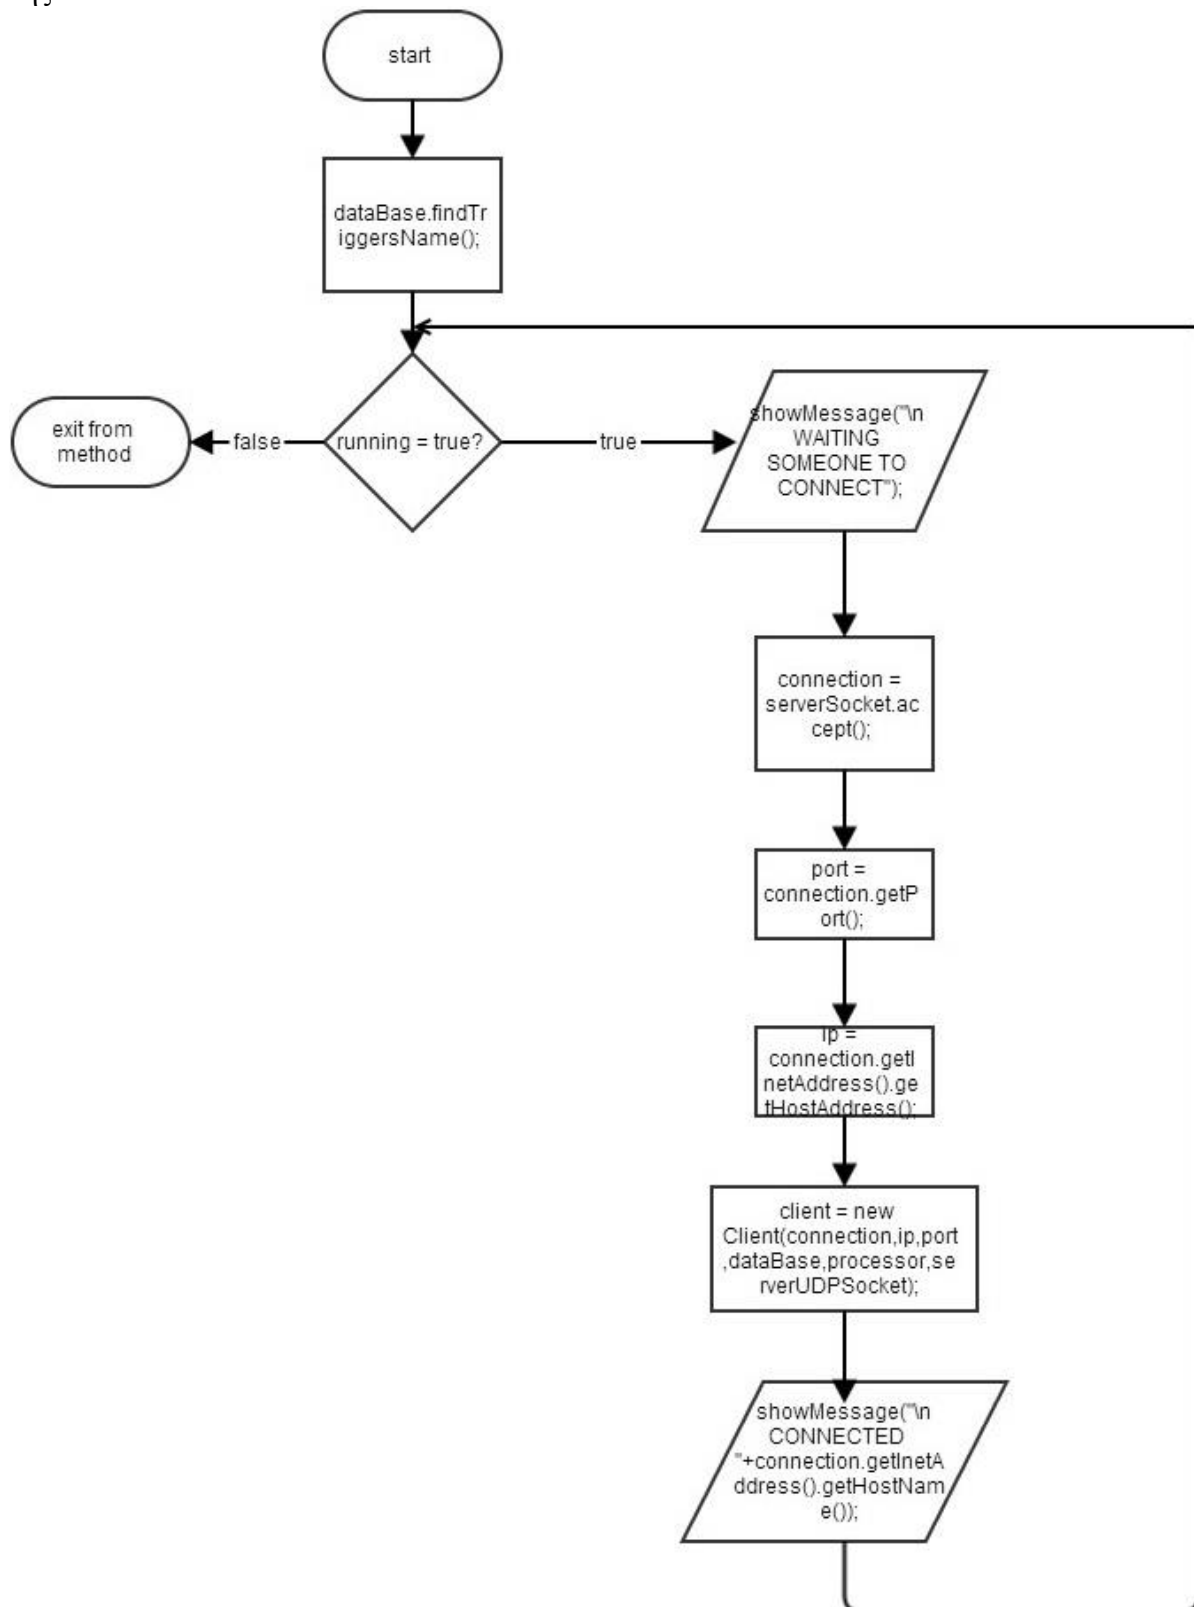 start
dataBase.findTr
iggersName();
exit from
method
false
running = true?
true
showMessage("\n
WAITING
SOMEONE TO
CONNECT");
connection =
serverSocket.ac
cept();
port =
connection.getP
ort();
ip =
connection.getI
netAddress().ge
tHostAddress();
client = new
Client(connection,ip,port
,dataBase,processor,se
rverUDPSocket);
showMessage("\n
CONNECTED
"+connection.getInetA
ddress().getHostNam
e());